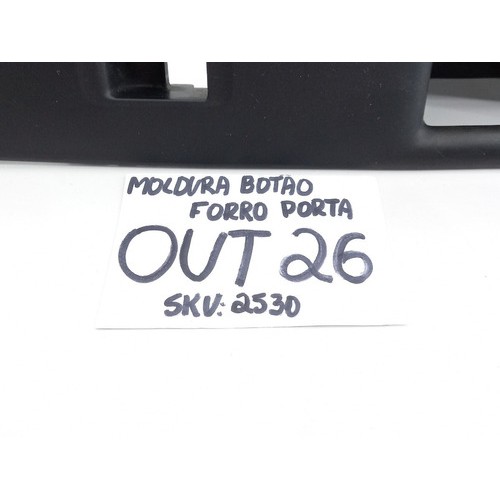 MOLDURA BOTAO
FORRO PORTA
OUT 26
SKU: 2530